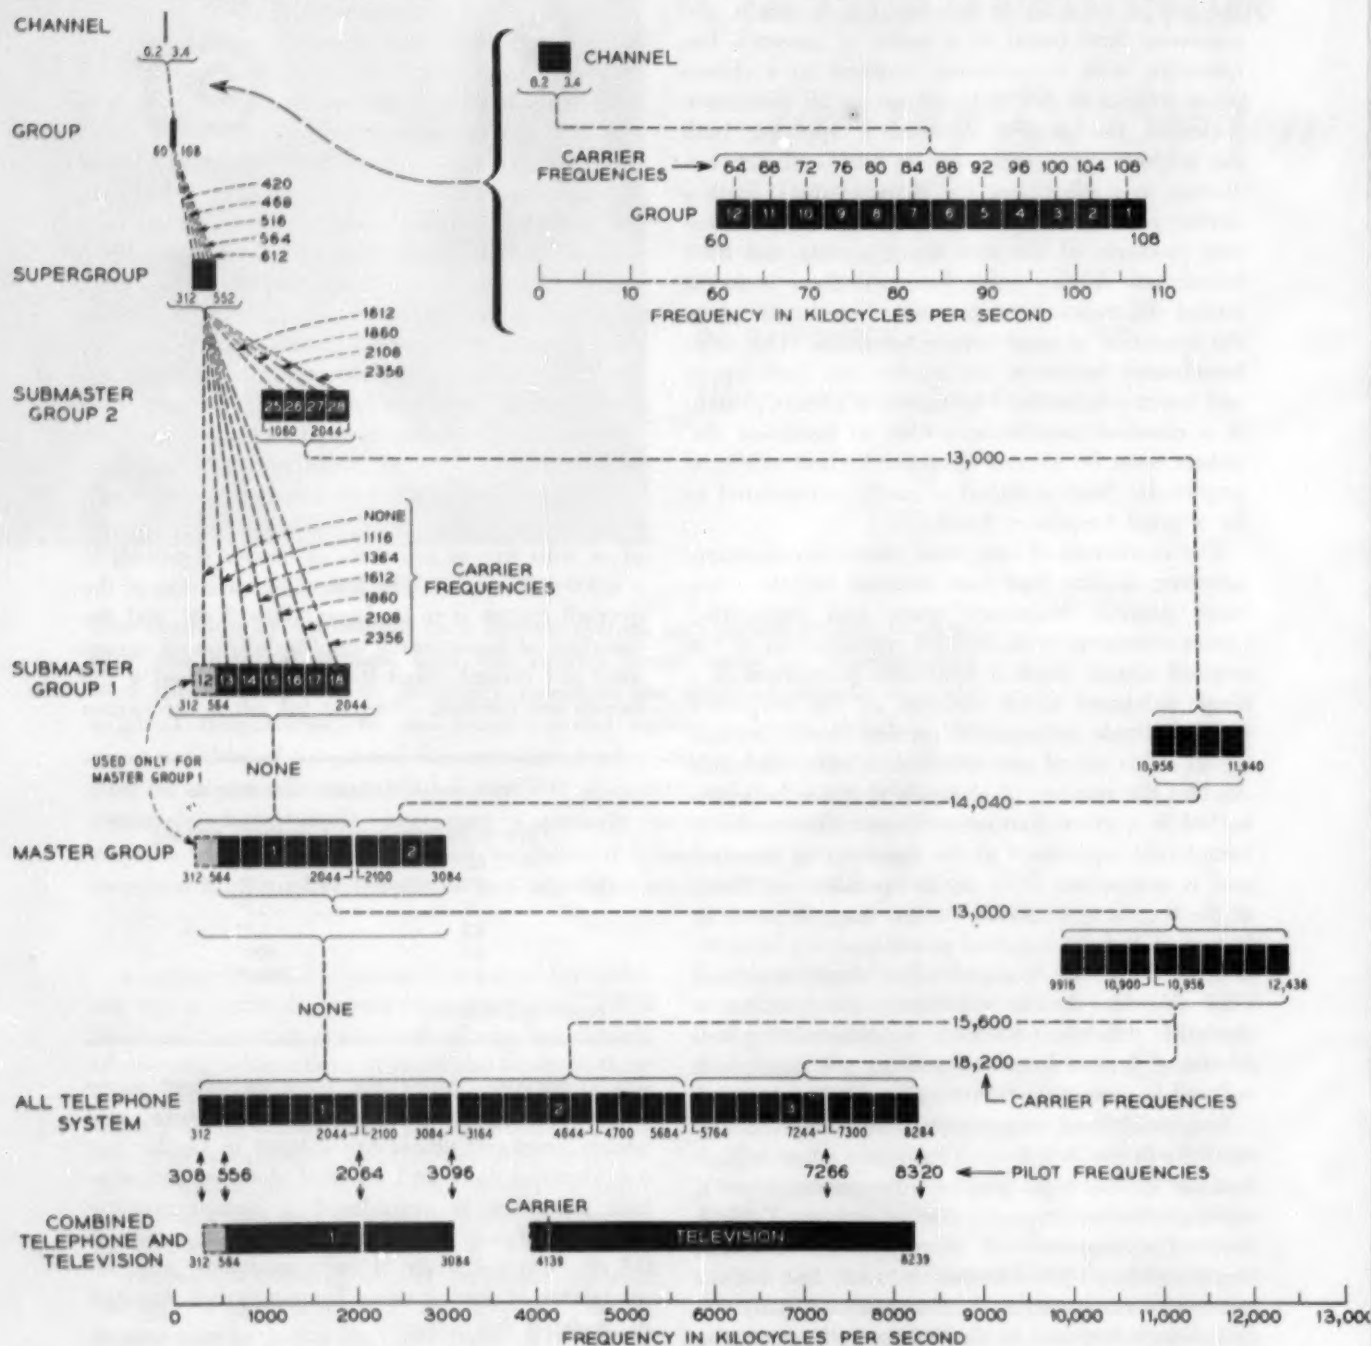 CHANNEL
0.2 3.4
GROUP
60 108
420
468
516
564
612
SUPERGROUP
312 552
1612
1860
2108
2356
SUBMASTER
GROUP 2
25 26 27 28
1060 2044
13,000
NONE
1116
1364
1612
1860
2108
2356
CARRIER
FREQUENCIES
SUBMASTER
GROUP 1
12 13 14 15 16 17 18
312 564 2044
USED ONLY FOR
MASTER GROUP 1
NONE
10,956 11,940
14,040
MASTER GROUP
1 2
312 564 2044 2100 3084
13,000
9916 10,900 10,956 12,436
NONE
15,600
18,200
CARRIER FREQUENCIES
ALL TELEPHONE
SYSTEM
1 2 3
312 2044 2100 3084 3164 4644 4700 5684 5764 7244 7300 8284
308 556 2064 3096 7266 8320
PILOT FREQUENCIES
COMBINED
TELEPHONE AND
TELEVISION
1
312 564 3084
CARRIER
TELEVISION
4139 8239
0 1000 2000 3000 4000 5000 6000 7000 8000 9000 10,000 11,000 12,000 13,000
FREQUENCY IN KILOCYCLES PER SECOND
CHANNEL
0.2 3.4
CARRIER
FREQUENCIES
64 68 72 76 80 84 88 92 96 100 104 108
GROUP
12 11 10 9 8 7 6 5 4 3 2 1
60 108
0 10 60 70 80 90 100 110
FREQUENCY IN KILOCYCLES PER SECOND